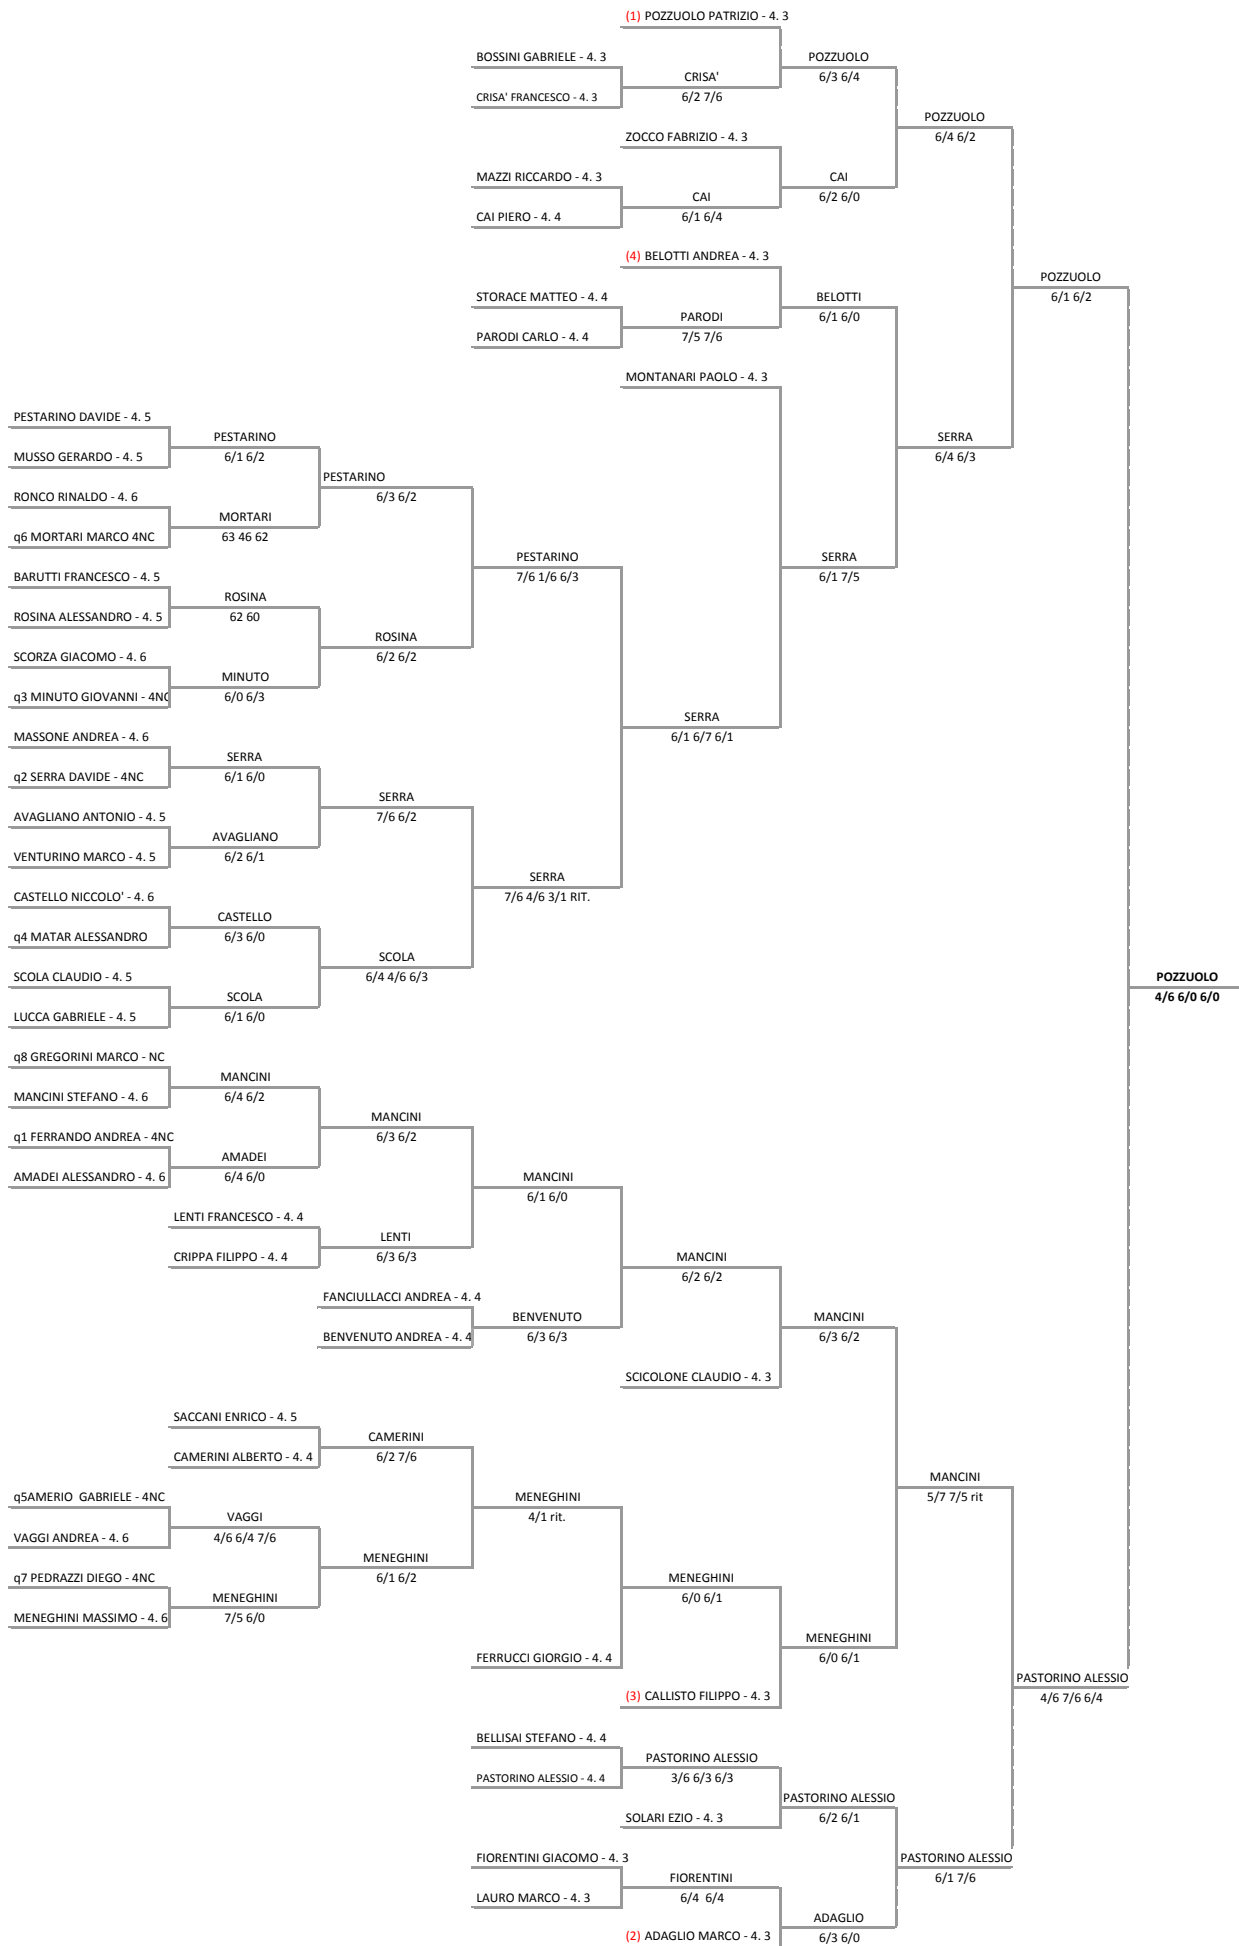 (1) POZZUOLO PATRIZIO - 4. 3
BOSSINI GABRIELE - 4. 3
POZZUOLO
CRISA'
6/3 6/4
CRISA' FRANCESCO - 4. 3
6/2 7/6
POZZUOLO
ZOCCO FABRIZIO - 4. 3
6/4 6/2
MAZZI RICCARDO - 4. 3
CAI
CAI
6/2 6/0
CAI PIERO - 4. 4
6/1 6/4
(4) BELOTTI ANDREA - 4. 3
POZZUOLO
STORACE MATTEO - 4. 4
BELOTTI
6/1 6/2
PARODI
6/1 6/0
PARODI CARLO - 4. 4
7/5 7/6
MONTANARI PAOLO - 4. 3
PESTARINO DAVIDE - 4. 5
PESTARINO
SERRA
MUSSO GERARDO - 4. 5
6/1 6/2
6/4 6/3
PESTARINO
RONCO RINALDO - 4. 6
6/3 6/2
MORTARI
q6 MORTARI MARCO 4NC
63 46 62
PESTARINO
SERRA
BARUTTI FRANCESCO - 4. 5
7/6 1/6 6/3
6/1 7/5
ROSINA
ROSINA ALESSANDRO - 4. 5
62 60
ROSINA
SCORZA GIACOMO - 4. 6
6/2 6/2
MINUTO
q3 MINUTO GIOVANNI - 4NC
6/0 6/3
SERRA
MASSONE ANDREA - 4. 6
6/1 6/7 6/1
SERRA
q2 SERRA DAVIDE - 4NC
6/1 6/0
SERRA
AVAGLIANO ANTONIO - 4. 5
7/6 6/2
AVAGLIANO
VENTURINO MARCO - 4. 5
6/2 6/1
SERRA
CASTELLO NICCOLO' - 4. 6
7/6 4/6 3/1 RIT.
CASTELLO
q4 MATAR ALESSANDRO
6/3 6/0
SCOLA
SCOLA CLAUDIO - 4. 5
6/4 4/6 6/3
POZZUOLO
SCOLA
4/6 6/0 6/0
LUCCA GABRIELE - 4. 5
6/1 6/0
q8 GREGORINI MARCO - NC
MANCINI
MANCINI STEFANO - 4. 6
6/4 6/2
MANCINI
q1 FERRANDO ANDREA - 4NC
6/3 6/2
AMADEI
AMADEI ALESSANDRO - 4. 6
6/4 6/0
MANCINI
6/1 6/0
LENTI FRANCESCO - 4. 4
LENTI
CRIPPA FILIPPO - 4. 4
6/3 6/3
MANCINI
6/2 6/2
FANCIULLACCI ANDREA - 4. 4
BENVENUTO
MANCINI
BENVENUTO ANDREA - 4. 4
6/3 6/3
6/3 6/2
SCICOLONE CLAUDIO - 4. 3
SACCANI ENRICO - 4. 5
CAMERINI
CAMERINI ALBERTO - 4. 4
6/2 7/6
MANCINI
q5AMERIO GABRIELE - 4NC
MENEGHINI
5/7 7/5 rit
VAGGI
4/1 rit.
VAGGI ANDREA - 4. 6
4/6 6/4 7/6
MENEGHINI
q7 PEDRAZZI DIEGO - 4NC
6/1 6/2
MENEGHINI
MENEGHINI
6/0 6/1
MENEGHINI MASSIMO - 4. 6
7/5 6/0
MENEGHINI
FERRUCCI GIORGIO - 4. 4
6/0 6/1
PASTORINO ALESSIO
(3) CALLISTO FILIPPO - 4. 3
4/6 7/6 6/4
BELLISAI STEFANO - 4. 4
PASTORINO ALESSIO
PASTORINO ALESSIO - 4. 4
3/6 6/3 6/3
PASTORINO ALESSIO
SOLARI EZIO - 4. 3
6/2 6/1
FIORENTINI GIACOMO - 4. 3
PASTORINO ALESSIO
FIORENTINI
6/1 7/6
LAURO MARCO - 4. 3
6/4 6/4
ADAGLIO
(2) ADAGLIO MARCO - 4. 3
6/3 6/0